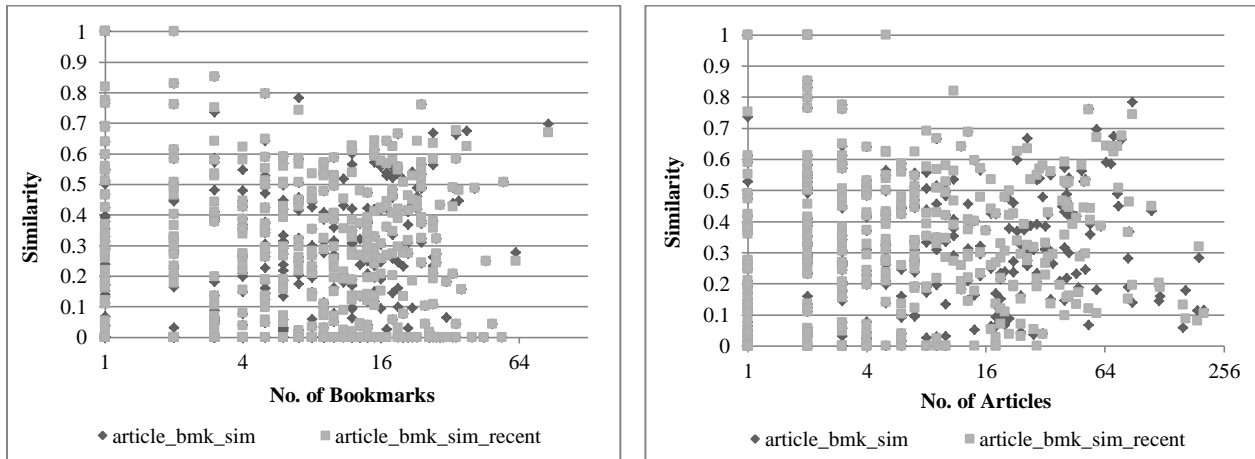 1
0.9
0.8
0.7
0.6
0.5
0.4
0.3
0.2
0.1
0
Similarity
1 4 16 64
No. of Bookmarks
article_bmk_sim article_bmk_sim_recent
1
0.9
0.8
0.7
0.6
0.5
0.4
0.3
0.2
0.1
0
Similarity
1 4 16 64 256
No. of Articles
article_bmk_sim article_bmk_sim_recent